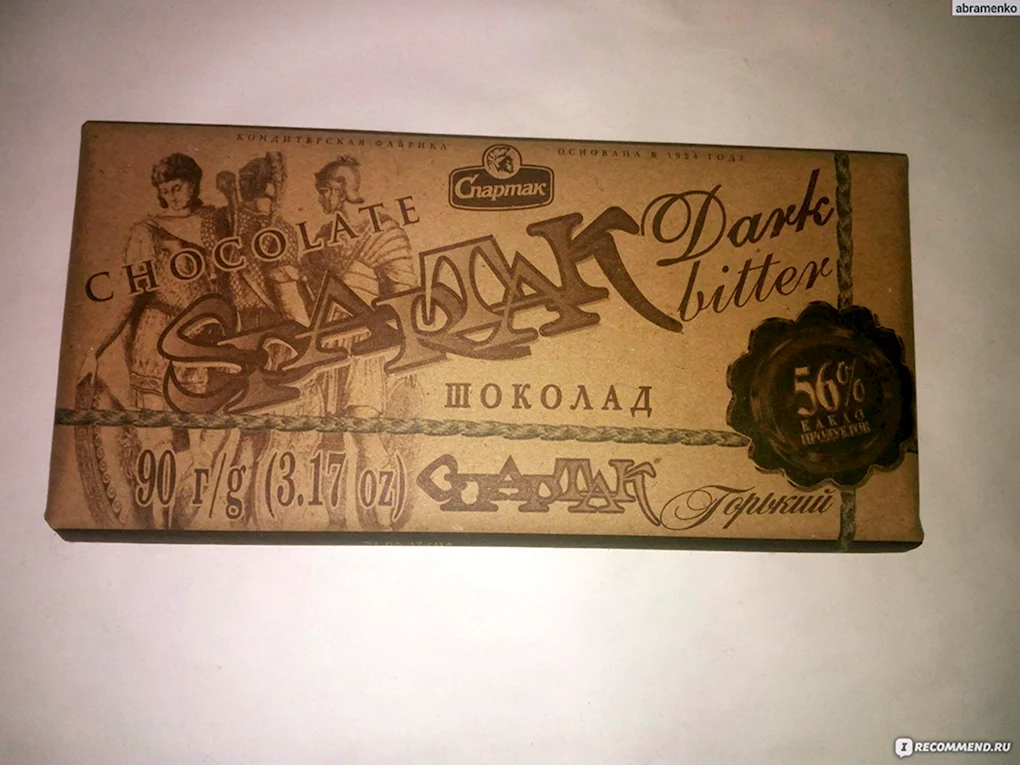 abramenko
КОНДИТЕРСКАЯ ФАБРИКА
ОСНОВАНА В 1924 ГОДУ
Спартак
CHOCOLATE
SPARTAK
Dark
bitter
ШОКОЛАД
56%
КАКАО
ПРОДУКТОВ
90 г/g (3.17 oz)
СПАРТАК
Горький
I RECOMMEND.RU